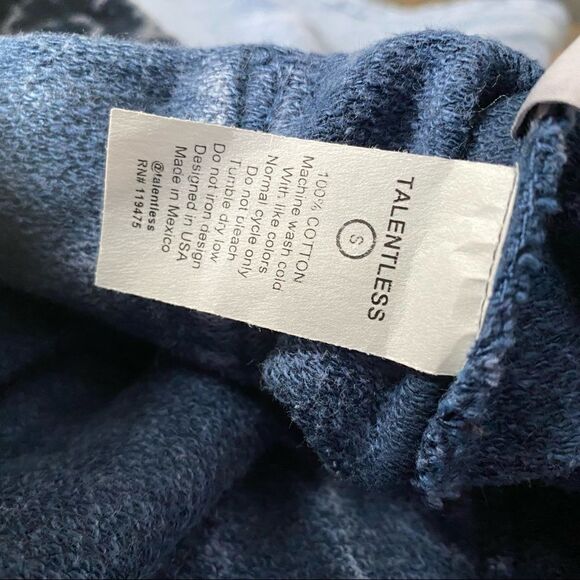 TALENTLESS
S
100% COTTON
Machine wash cold
With like colors
Normal cycle only
Do not bleach
Tumble dry low
Do not iron design
Designed in USA
Made in Mexico
@talentless
RN# 119475